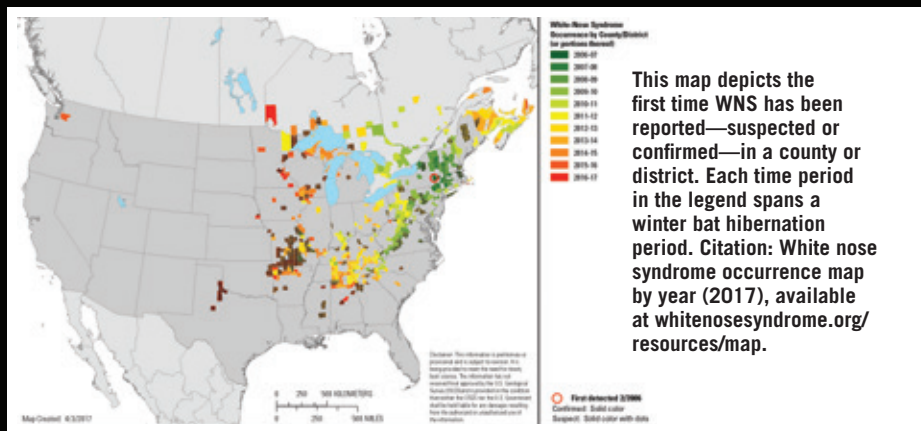 White-Nose Syndrome
Occurrence by County/District
(or portions thereof)
2006-07
2007-08
2008-09
2009-10
2010-11
2011-12
2012-13
2013-14
2014-15
2015-16
2016-17
This map depicts the
first time WNS has been
reported—suspected or
confirmed—in a county or
district. Each time period
in the legend spans a
winter bat hibernation
period. Citation: White nose
syndrome occurrence map
by year (2017), available
at whitenosesyndrome.org/
resources/map.
0 250 500 KILOMETERS
0 250 500 MILES
Map Created: 4/3/2017
First detected 2/2006
Confirmed: Solid color
Suspect: Solid color with dots